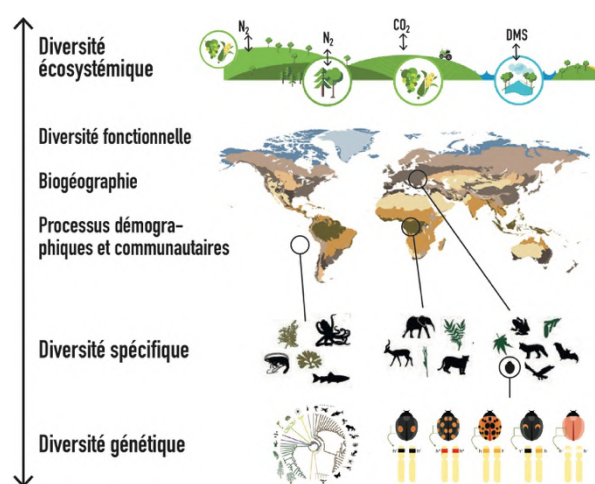 N2
N2
CO2
DMS
Diversité
écosystémique
Diversité fonctionnelle
Biogéographie
Processus démogra-
phiques et communautaires
Diversité spécifique
Diversité génétique